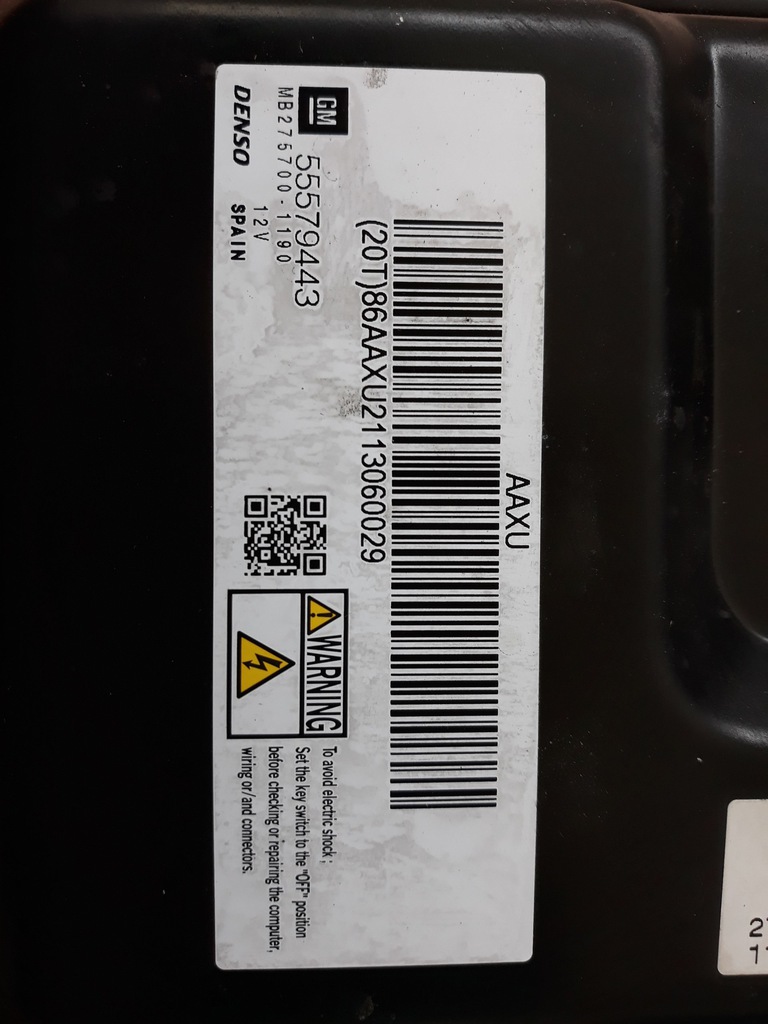 AAXU
(20T)86AAXU2113060029
GM
55579443
MB275700-1190
12V
DENSO
SPAIN
WARNING
To avoid electric shock ;
Set the key switch to the "OFF" position
before checking or repairing the computer,
wiring or/and connectors.